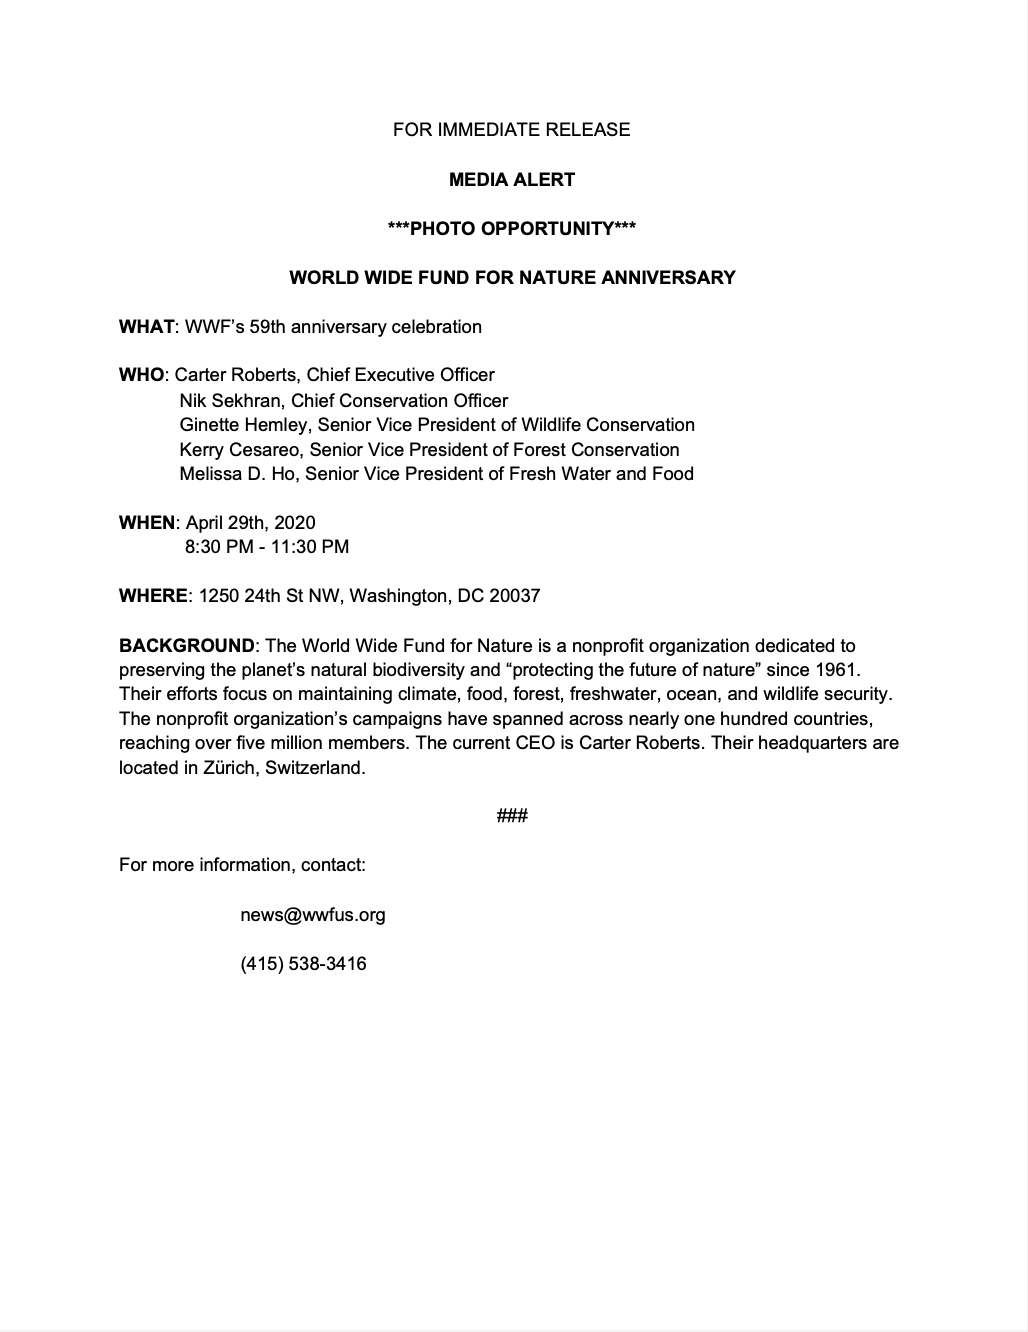 FOR IMMEDIATE RELEASE
MEDIA ALERT
***PHOTO OPPORTUNITY***
WORLD WIDE FUND FOR NATURE ANNIVERSARY
WHAT: WWF’s 59th anniversary celebration
WHO: Carter Roberts, Chief Executive Officer
Nik Sekhran, Chief Conservation Officer
Ginette Hemley, Senior Vice President of Wildlife Conservation
Kerry Cesareo, Senior Vice President of Forest Conservation
Melissa D. Ho, Senior Vice President of Fresh Water and Food
WHEN: April 29th, 2020
8:30 PM - 11:30 PM
WHERE: 1250 24th St NW, Washington, DC 20037
BACKGROUND: The World Wide Fund for Nature is a nonprofit organization dedicated to
preserving the planet’s natural biodiversity and “protecting the future of nature” since 1961.
Their efforts focus on maintaining climate, food, forest, freshwater, ocean, and wildlife security.
The nonprofit organization’s campaigns have spanned across nearly one hundred countries,
reaching over five million members. The current CEO is Carter Roberts. Their headquarters are
located in Zürich, Switzerland.
###
For more information, contact:
news@wwfus.org
(415) 538-3416